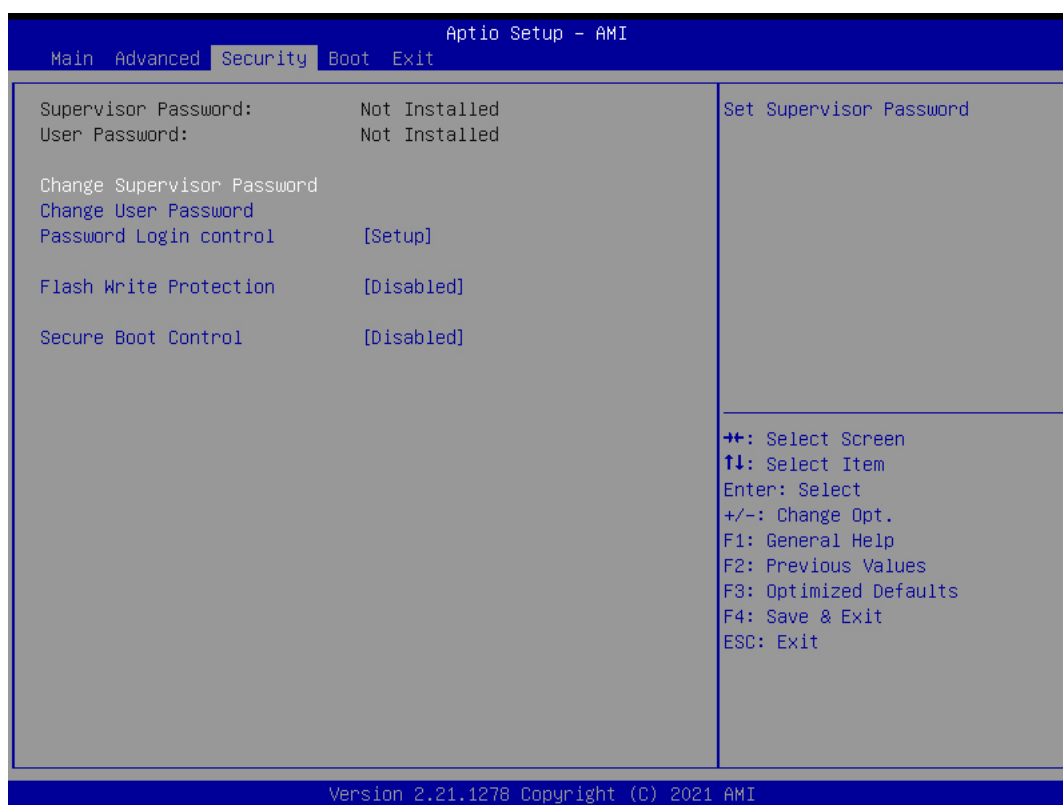 Aptio Setup – AMI
Main Advanced Security Boot Exit
Supervisor Password: Not Installed
User Password: Not Installed
Change Supervisor Password
Change User Password
Password Login control [Setup]
Flash Write Protection [Disabled]
Secure Boot Control [Disabled]
Set Supervisor Password
→←: Select Screen
↑↓: Select Item
Enter: Select
+/-: Change Opt.
F1: General Help
F2: Previous Values
F3: Optimized Defaults
F4: Save & Exit
ESC: Exit
Version 2.21.1278 Copyright (C) 2021 AMI